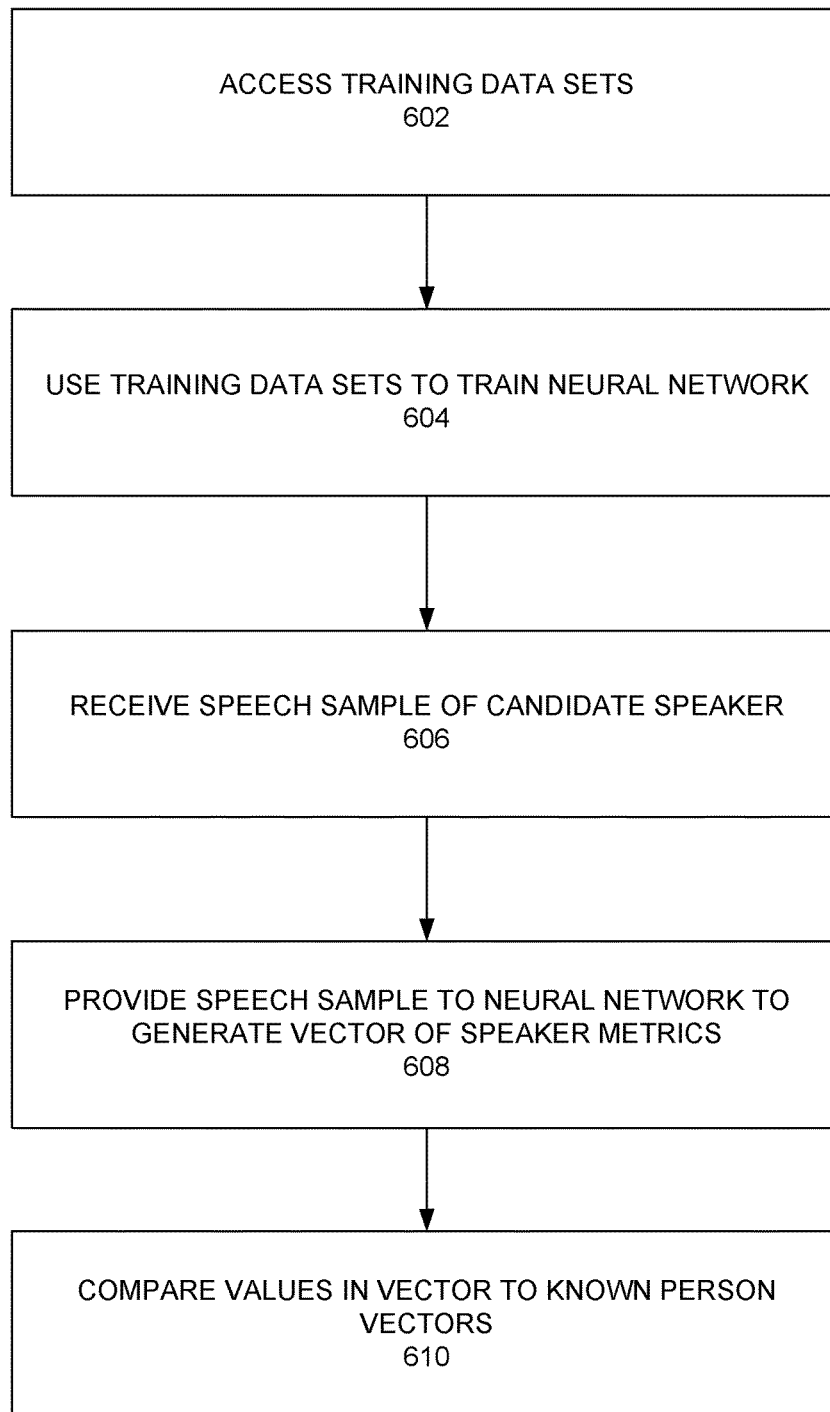 ACCESS TRAINING DATA SETS
602
USE TRAINING DATA SETS TO TRAIN NEURAL NETWORK
604
RECEIVE SPEECH SAMPLE OF CANDIDATE SPEAKER
606
PROVIDE SPEECH SAMPLE TO NEURAL NETWORK TO
GENERATE VECTOR OF SPEAKER METRICS
608
COMPARE VALUES IN VECTOR TO KNOWN PERSON
VECTORS
610